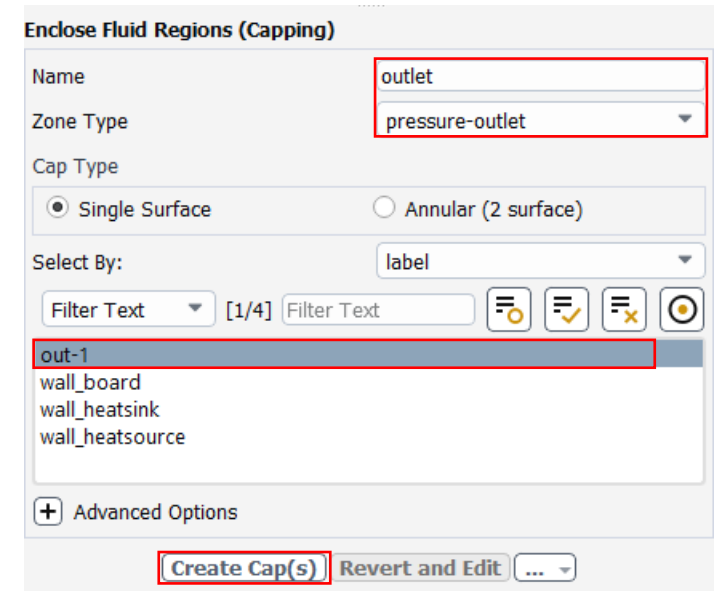 Enclose Fluid Regions (Capping)
Name outlet
Zone Type pressure-outlet
Cap Type
Single Surface Annular (2 surface)
Select By: label
Filter Text [1/4] Filter Text
out-1
wall_board
wall_heatsink
wall_heatsource
+ Advanced Options
Create Cap(s) Revert and Edit ...